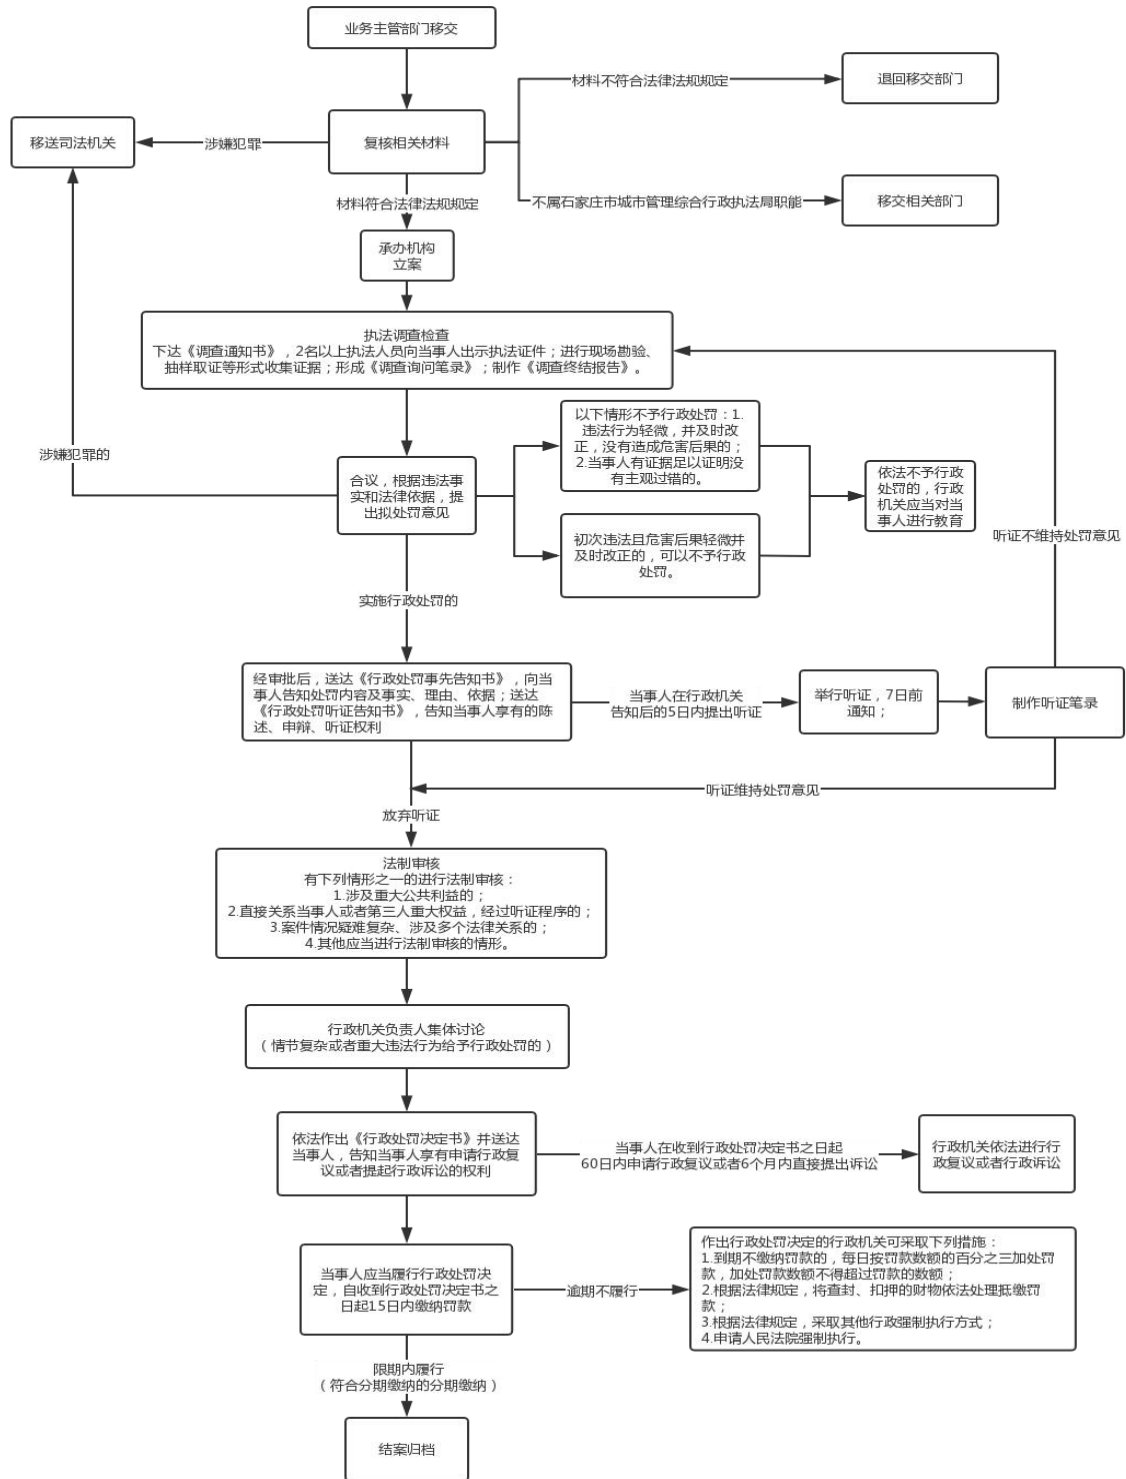 业务主管部门移交
材料不符合法律法规规定
退回移交部门
移送司法机关
涉嫌犯罪
复核相关材料
材料符合法律法规规定
不属石家庄市城市管理综合行政执法局职能
移交相关部门
承办机构
立案
执法调查检查
下达《调查通知书》，2名以上执法人员向当事人出示执法证件；进行现场勘验、
抽样取证等形式收集证据；形成《调查询问笔录》；制作《调查终结报告》。
以下情形不予行政处罚：1.
违法行为轻微，并及时改
正，没有造成危害后果的；
2.当事人有证据足以证明没
有主观过错的。
涉嫌犯罪的
合议，根据违法事
实和法律依据，提
出拟处罚意见
依法不予行政
处罚的，行政
机关应当对当
事人进行教育
初次违法且危害后果轻微并
及时改正的，可以不予行政
处罚。
听证不维持处罚意见
实施行政处罚的
经审批后，送达《行政处罚事先告知书》，向当
事人告知处罚内容及事实、理由、依据；送达
《行政处罚听证告知书》，告知当事人享有的陈
述、申辩、听证权利
当事人在行政机关
告知后的5日内提出听证
举行听证，7日前
通知；
制作听证笔录
听证维持处罚意见
放弃听证
法制审核
有下列情形之一的进行法制审核：
1.涉及重大公共利益的；
2.直接关系当事人或者第三人重大权益，经过听证程序的；
3.案件情况疑难复杂、涉及多个法律关系的；
4.其他应当进行法制审核的情形。
行政机关负责人集体讨论
（情节复杂或者重大违法行为给予行政处罚的）
依法作出《行政处罚决定书》并送达
当事人，告知当事人享有申请行政复
议或者提起行政诉讼的权利
当事人在收到行政处罚决定书之日起
60日内申请行政复议或者6个月内直接提出诉讼
行政机关依法进行行
政复议或者行政诉讼
当事人应当履行行政处罚决
定，自收到行政处罚决定书之
日起15日内缴纳罚款
逾期不履行
作出行政处罚决定的行政机关可采取下列措施：
1.到期不缴纳罚款的，每日按罚款数额的百分之三加处罚
款，加处罚款数额不得超过罚款的数额；
2.根据法律规定，将查封、扣押的财物依法处理抵缴罚
款；
3.根据法律规定，采取其他行政强制执行方式；
4.申请人民法院强制执行。
限期内履行
（符合分期缴纳的分期缴纳）
结案归档